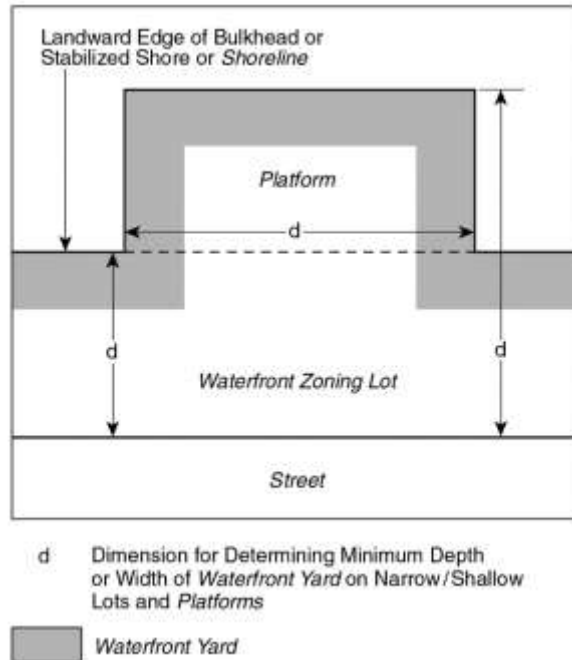 Landward Edge of Bulkhead or
Stabilized Shore or Shoreline
Platform
d
d
d
Waterfront Zoning Lot
Street
d Dimension for Determining Minimum Depth
or Width of Waterfront Yard on Narrow/Shallow
Lots and Platforms
Waterfront Yard